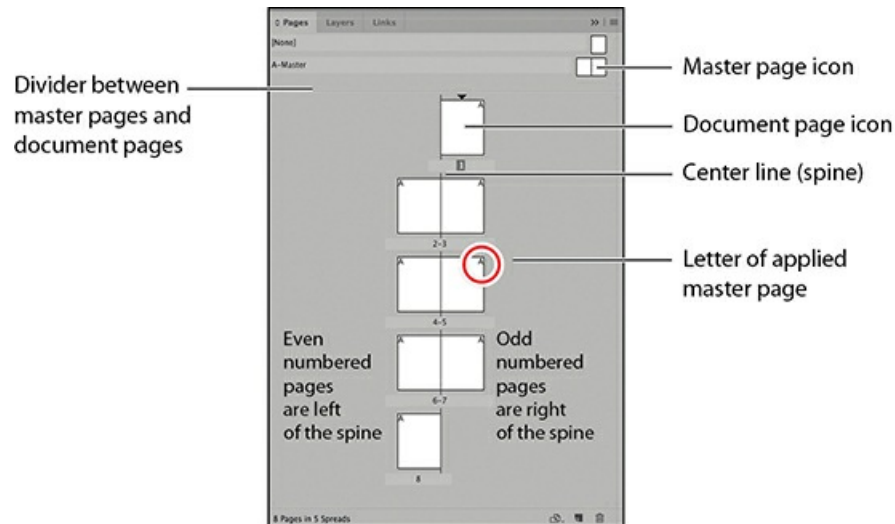 Pages Layers Links
[None]
A-Master
Divider between
master pages and
document pages
Master page icon
A
Document page icon
1
Center line (spine)
A A
2-3
A A
Letter of applied
master page
4-5
Even
numbered
pages
are left
of the spine
A A
Odd
numbered
pages
are right
of the spine
6-7
A
8
8 Pages in 5 Spreads